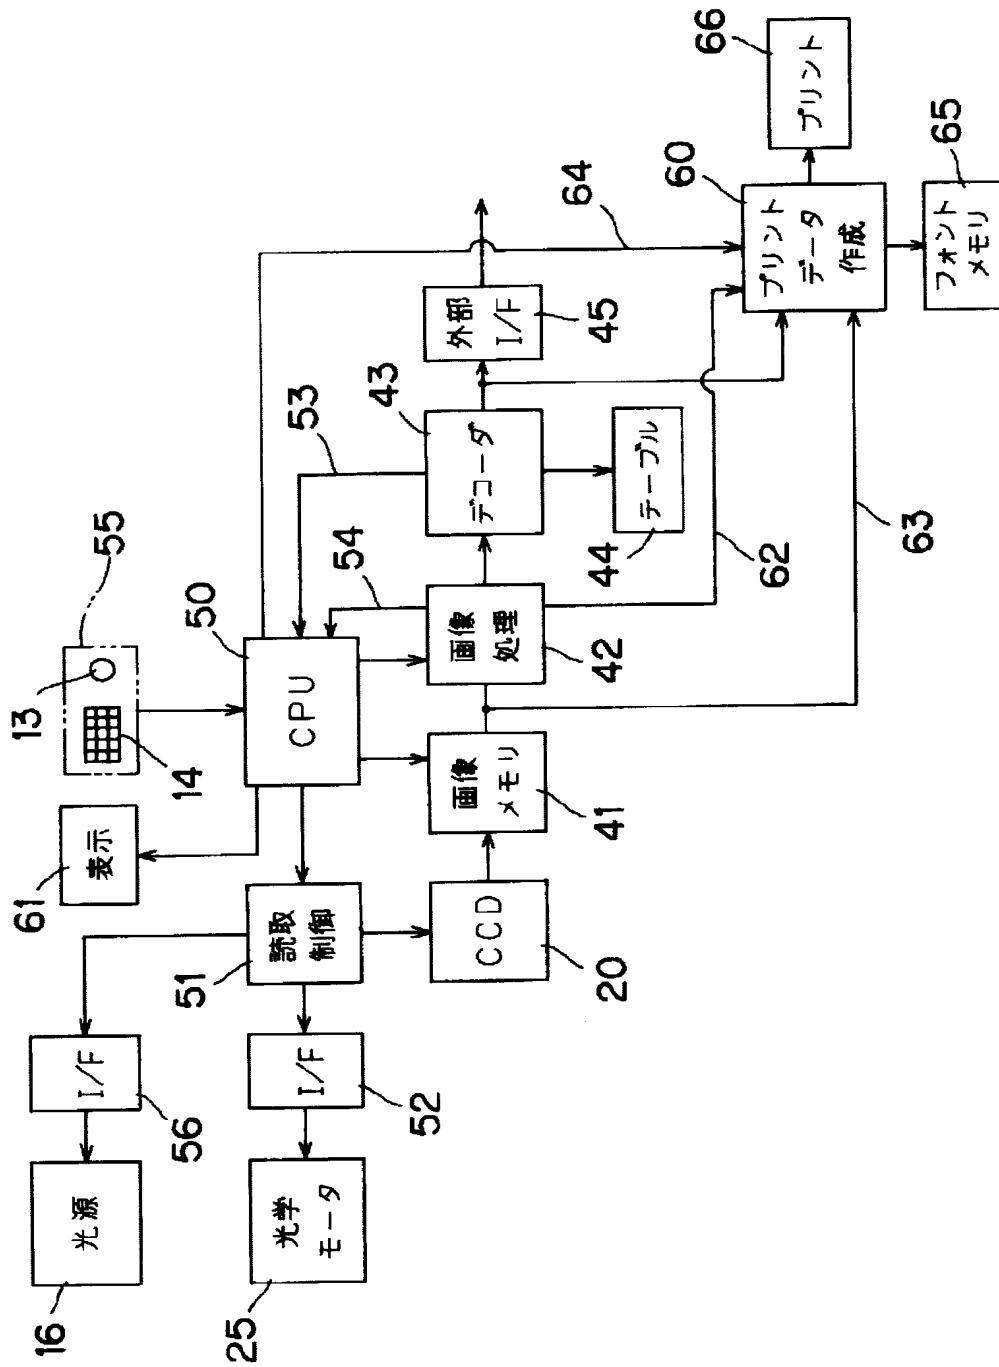 16
光源
56
I/F
61
表示
14
13
55
25
光学
モータ
52
I/F
51
読取
制御
50
CPU
53
64
20
CCD
41
画像
メモリ
54
42
画像
処理
43
デコーダ
45
外部
I/F
44
テーブル
62
63
60
プリント
データ
作成
66
プリント
65
フォント
メモリ